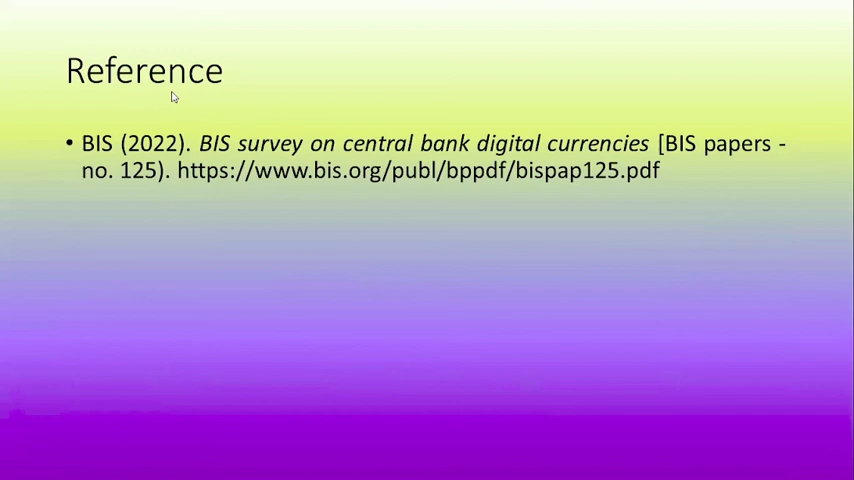 Reference
• BIS (2022). BIS survey on central bank digital currencies [BIS papers -
no. 125). https://www.bis.org/publ/bppdf/bispap125.pdf